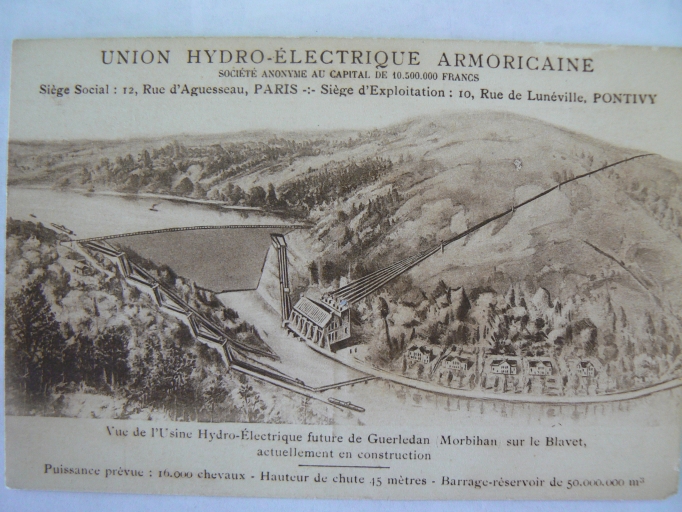 UNION HYDRO-ÉLECTRIQUE ARMORICAINE
SOCIÉTÉ ANONYME AU CAPITAL DE 10.500.000 FRANCS
Siège Social : 12, Rue d'Aguesseau, PARIS -:- Siège d'Exploitation : 10, Rue de Lunéville, PONTIVY
Vue de l'Usine Hydro-Électrique future de Guerledan (Morbihan) sur le Blavet,
actuellement en construction
Puissance prévue : 16.000 chevaux - Hauteur de chute 45 mètres - Barrage-réservoir de 50.000.000 m³